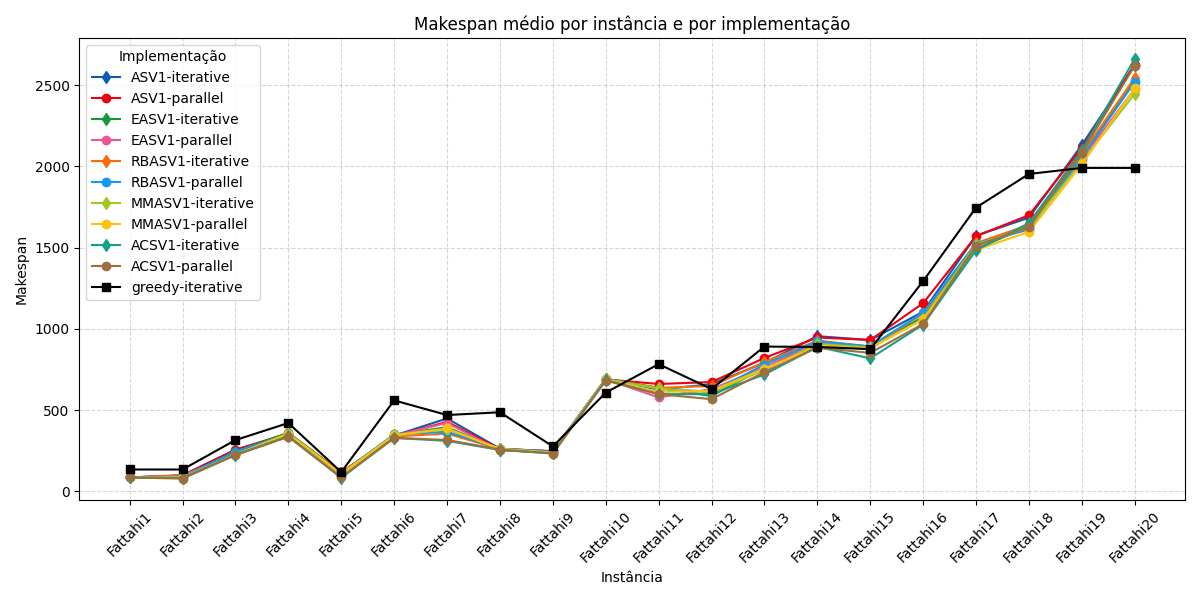 Makespan médio por instância e por implementação
Implementação
ASV1-iterative
ASV1-parallel
EASV1-iterative
EASV1-parallel
RBASV1-iterative
RBASV1-parallel
MMASV1-iterative
MMASV1-parallel
ACSV1-iterative
ACSV1-parallel
greedy-iterative
Makespan
2500
2000
1500
1000
500
0
Fattahi1
Fattahi2
Fattahi3
Fattahi4
Fattahi5
Fattahi6
Fattahi7
Fattahi8
Fattahi9
Fattahi10
Fattahi11
Fattahi12
Fattahi13
Fattahi14
Fattahi15
Fattahi16
Fattahi17
Fattahi18
Fattahi19
Fattahi20
Instância